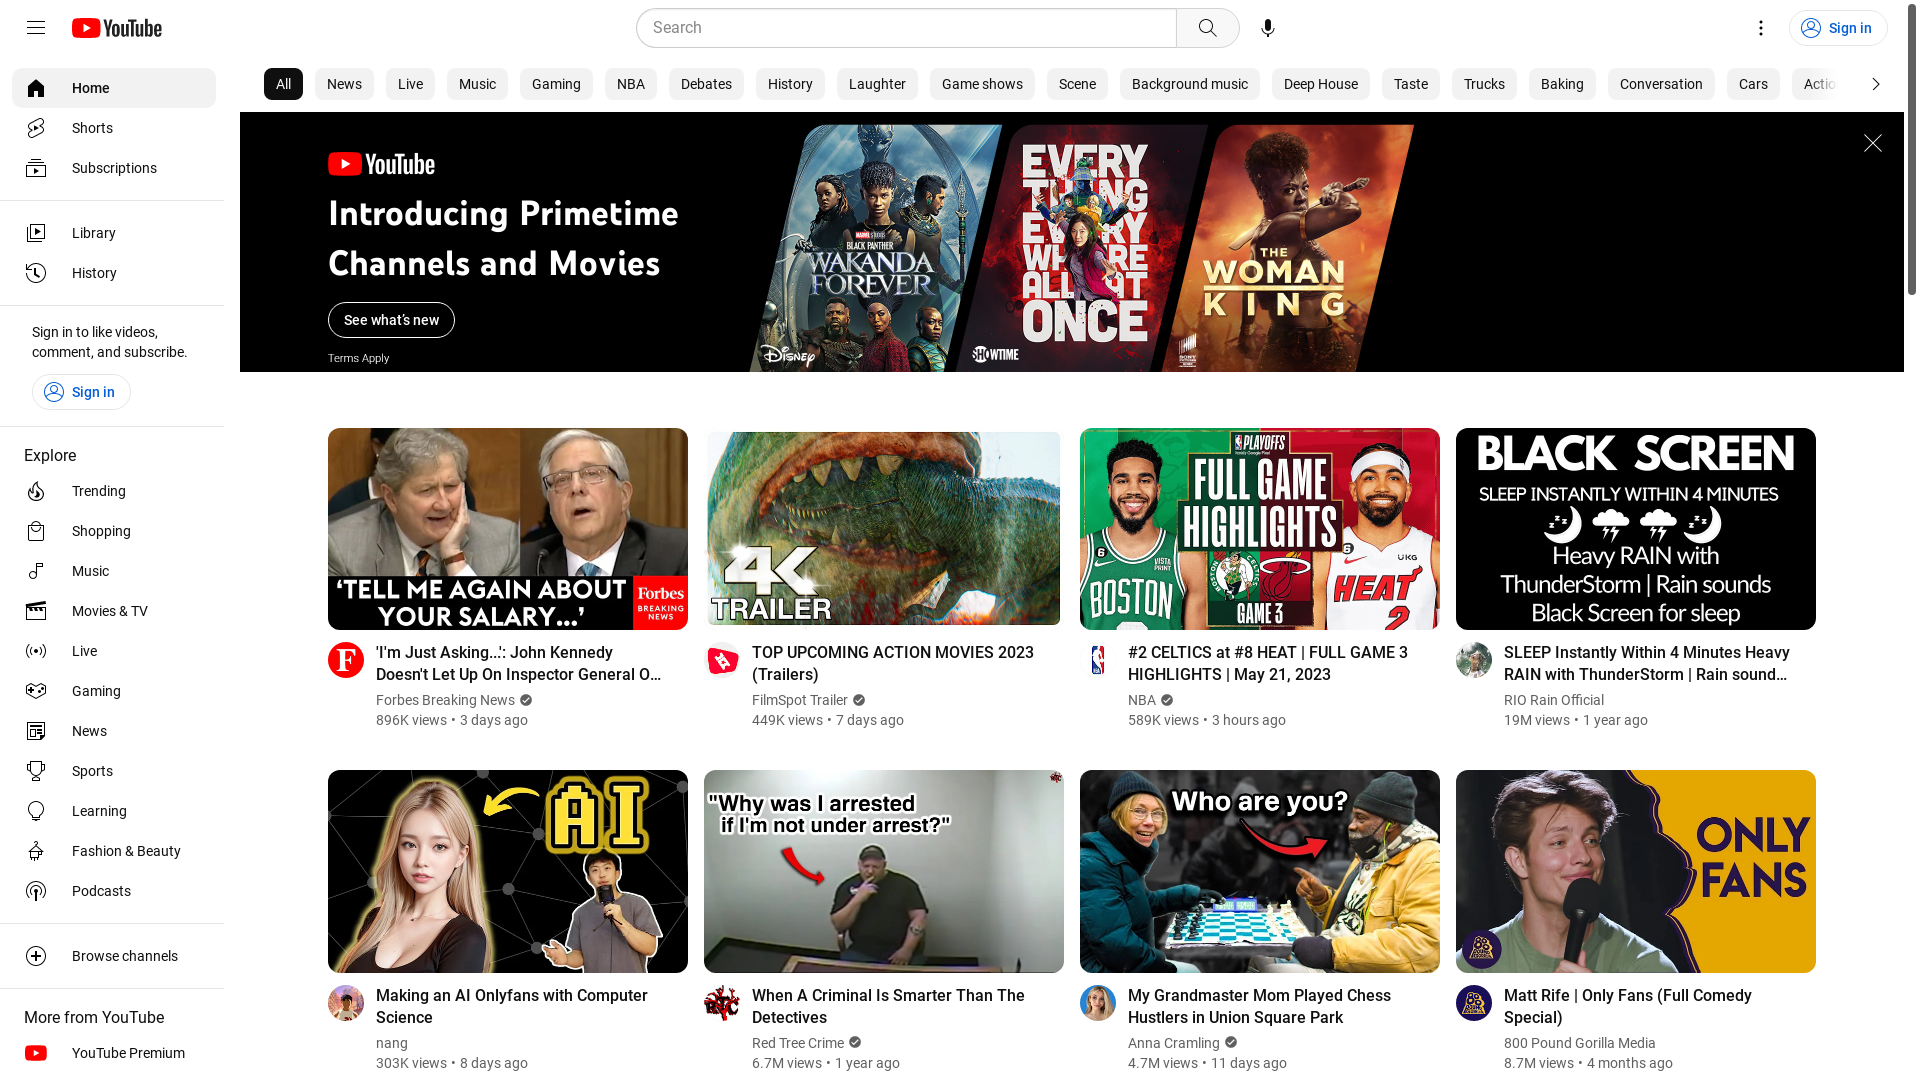 YouTube
Search
Sign in
Home
Shorts
Subscriptions
Library
History
Sign in to like videos,
comment, and subscribe.
Sign in
Explore
Trending
Shopping
Music
Movies & TV
Live
Gaming
News
Sports
Learning
Fashion & Beauty
Podcasts
Browse channels
More from YouTube
YouTube Premium
All
News
Live
Music
Gaming
NBA
Debates
History
Laughter
Game shows
Scene
Background music
Deep House
Taste
Trucks
Baking
Conversation
Cars
Actio
YouTube
Introducing Primetime
Channels and Movies
See what's new
Terms Apply
MARVEL STUDIOS
BLACK PANTHER
WAKANDA
FOREVER
DISNEY
EVERY
THING
EVERY
WHERE
ALL AT
ONCE
SHOWTIME
THE
WOMAN
KING
SONY
'TELL ME AGAIN ABOUT
YOUR SALARY...'
Forbes
BREAKING
NEWS
F
'I'm Just Asking...': John Kennedy
Doesn't Let Up On Inspector General O...
Forbes Breaking News
896K views • 3 days ago
4K
TRAILER
TOP UPCOMING ACTION MOVIES 2023
(Trailers)
FilmSpot Trailer
449K views • 7 days ago
PLAYOFFS
FULL GAME
HIGHLIGHTS
6
VISTA
PRINT
BOSTON
6
UKG
HEAT
2
GAME 3
#2 CELTICS at #8 HEAT | FULL GAME 3
HIGHLIGHTS | May 21, 2023
NBA
589K views • 3 hours ago
BLACK SCREEN
SLEEP INSTANTLY WITHIN 4 MINUTES
Heavy RAIN with
ThunderStorm | Rain sounds
Black Screen for sleep
SLEEP Instantly Within 4 Minutes Heavy
RAIN with ThunderStorm | Rain sound...
RIO Rain Official
19M views • 1 year ago
AI
Making an AI Onlyfans with Computer
Science
nang
303K views • 8 days ago
"Why was I arrested
if I'm not under arrest?"
When A Criminal Is Smarter Than The
Detectives
Red Tree Crime
6.7M views • 1 year ago
Who are you?
My Grandmaster Mom Played Chess
Hustlers in Union Square Park
Anna Cramling
4.7M views • 11 days ago
ONLY
FANS
Matt Rife | Only Fans (Full Comedy
Special)
800 Pound Gorilla Media
8.7M views • 4 months ago